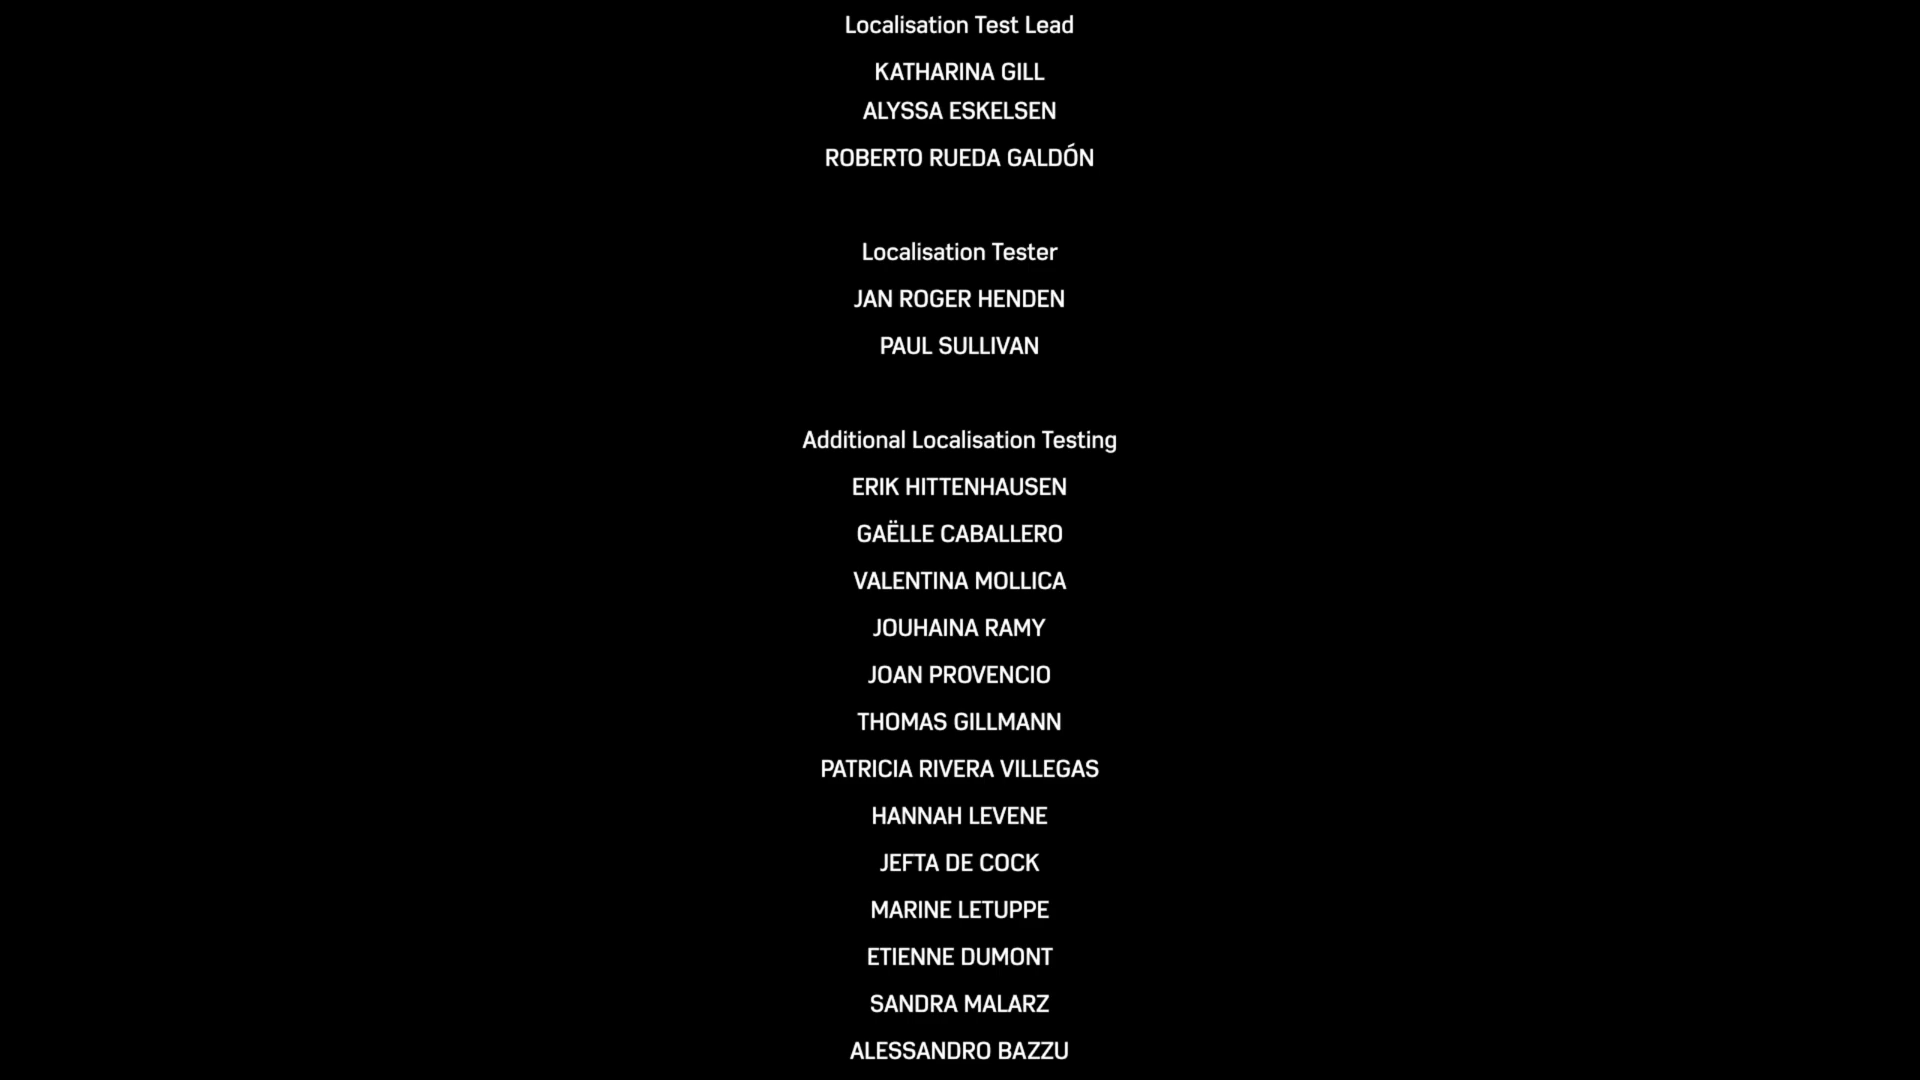 Localisation Test Lead
KATHARINA GILL
ALYSSA ESKELSEN
ROBERTO RUEDA GALDÓN
Localisation Tester
JAN ROGER HENDEN
PAUL SULLIVAN
Additional Localisation Testing
ERIK HITTENHAUSEN
GAËLLE CABALLERO
VALENTINA MOLLICA
JOUHAINA RAMY
JOAN PROVENCIO
THOMAS GILLMANN
PATRICIA RIVERA VILLEGAS
HANNAH LEVENE
JEFTA DE COCK
MARINE LETUPPE
ETIENNE DUMONT
SANDRA MALARZ
ALESSANDRO BAZZU